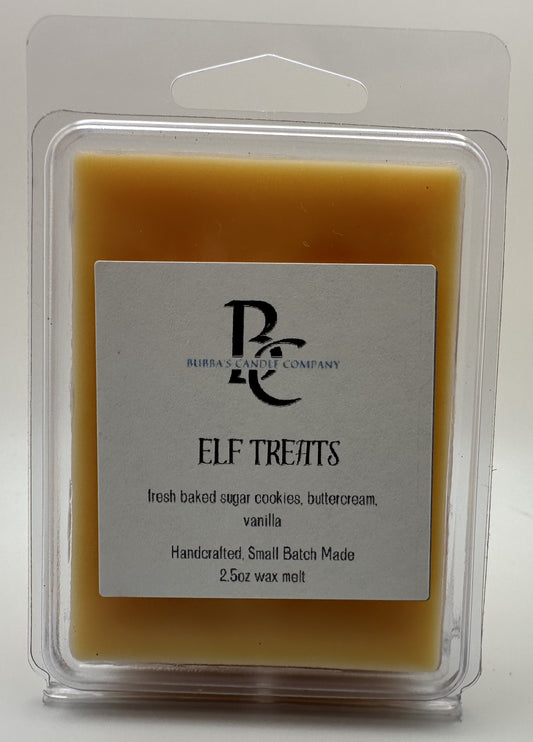 BC
BUBBA'S CANDLE COMPANY
ELF TREATS
fresh baked sugar cookies, buttercream,
vanilla
Handcrafted, Small Batch Made
2.5oz wax melt